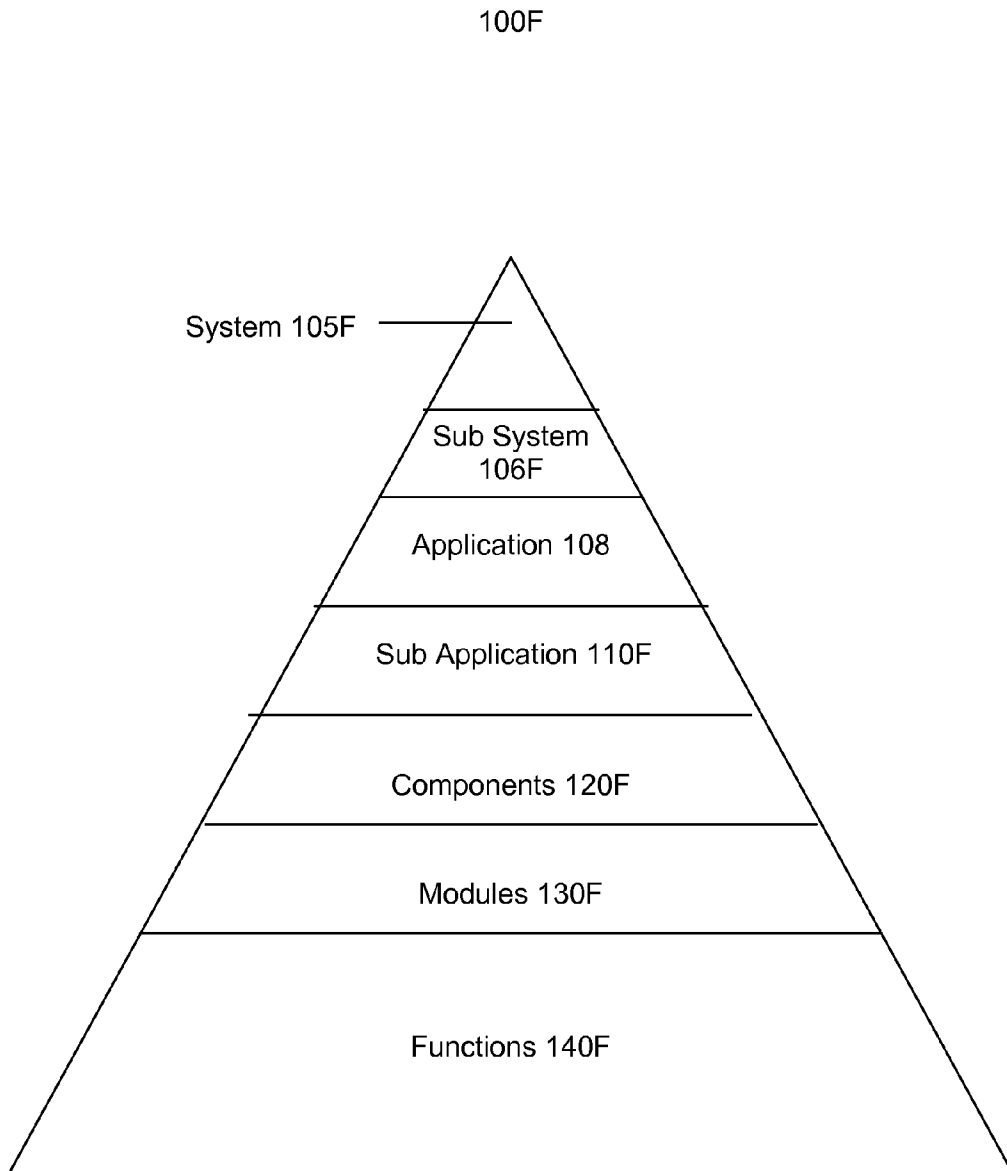 100F
System 105F
Sub System
106F
Application 108
Sub Application 110F
Components 120F
Modules 130F
Functions 140F